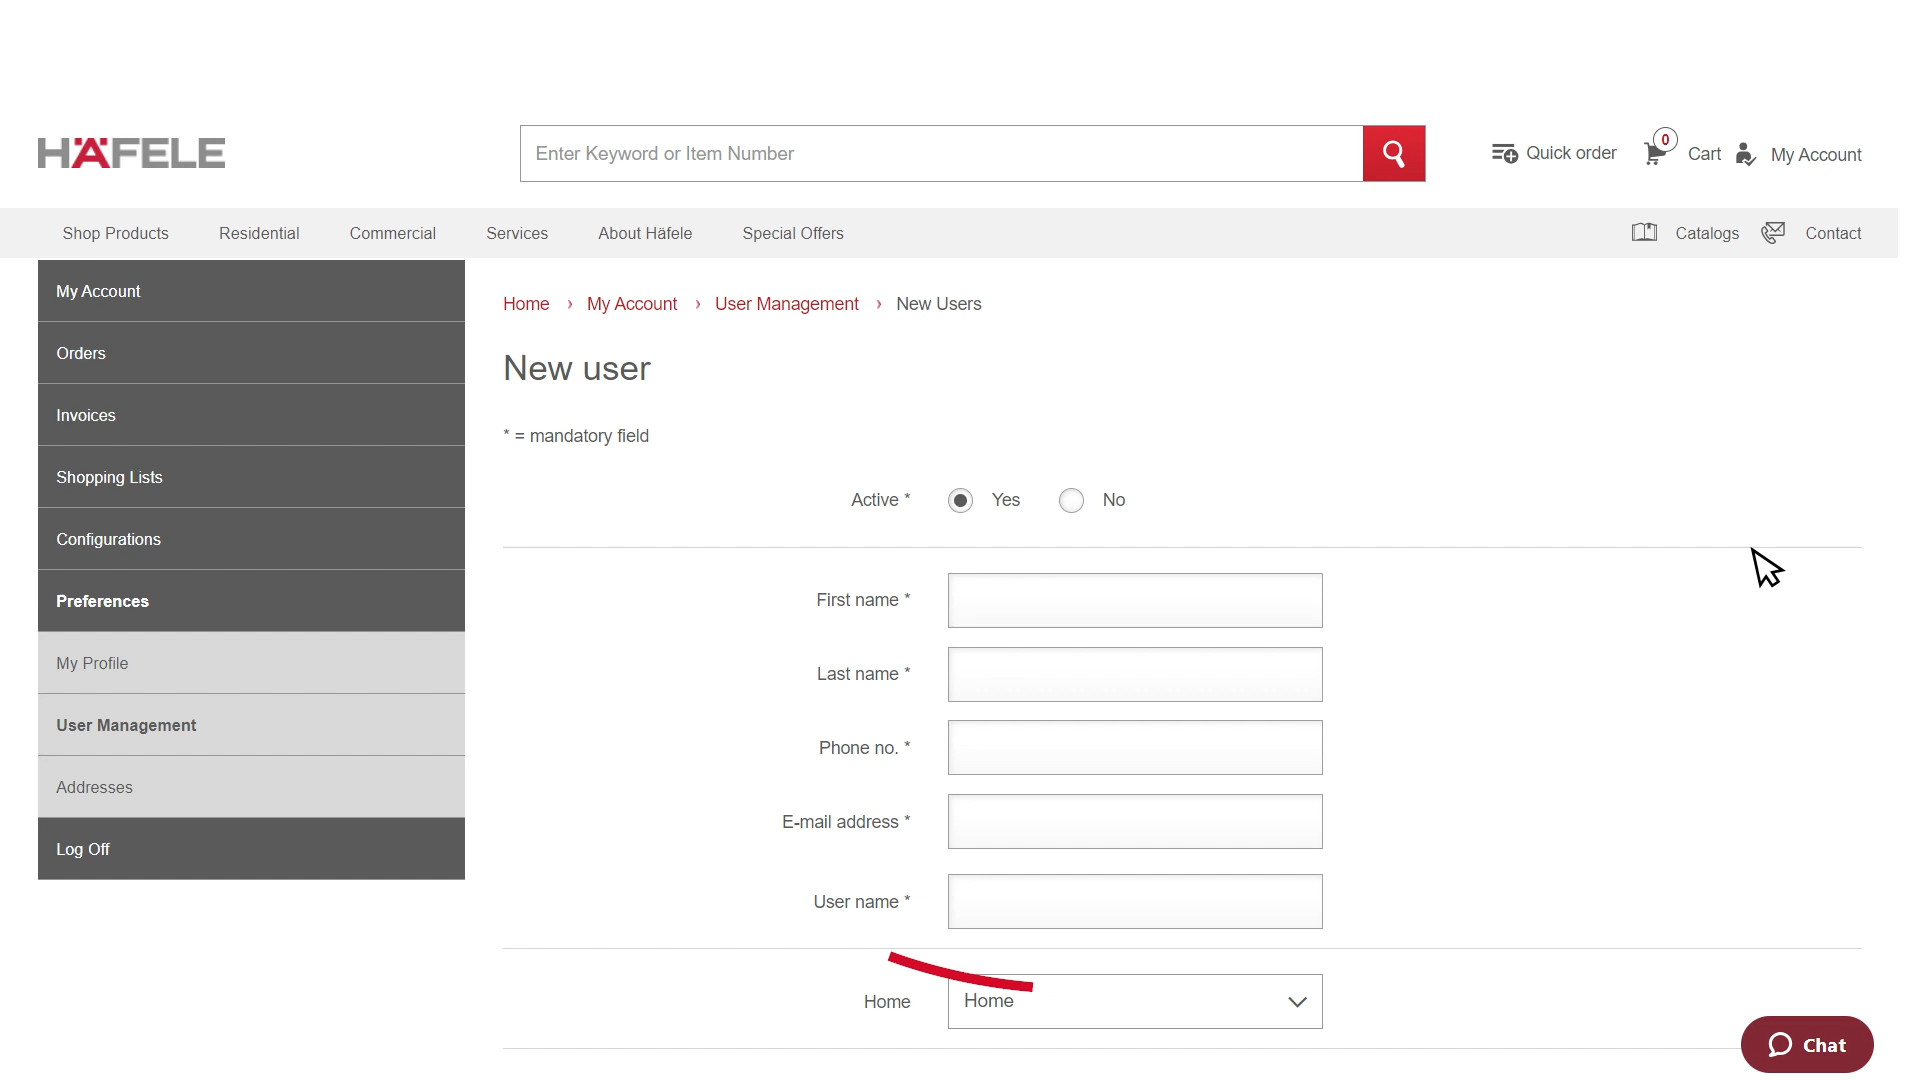 HÄFELE
Enter Keyword or Item Number
Quick order
0
Cart
My Account
Shop Products
Residential
Commercial
Services
About Häfele
Special Offers
Catalogs
Contact
My Account
Orders
Invoices
Shopping Lists
Configurations
Preferences
My Profile
User Management
Addresses
Log Off
Home › My Account › User Management › New Users
New user
* = mandatory field
Active * Yes No
First name *
Last name *
Phone no. *
E-mail address *
User name *
Home Home
Chat